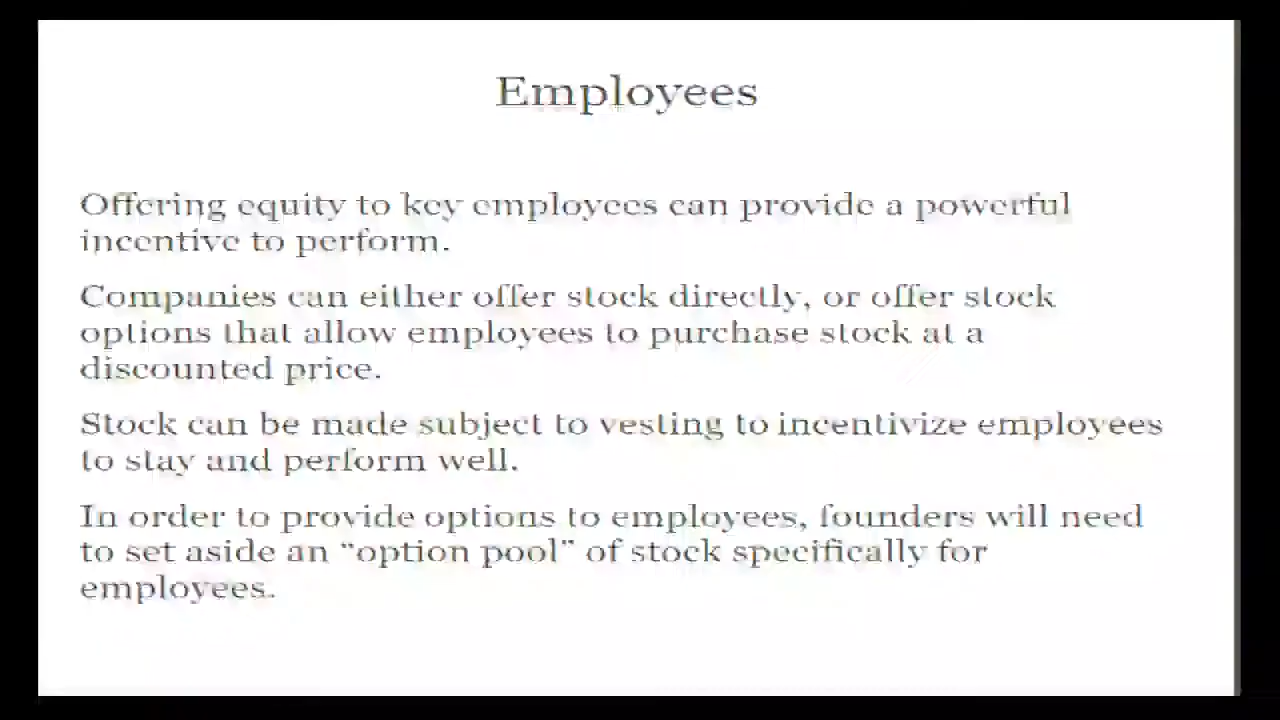 Employees
Offering equity to key employees can provide a powerful
incentive to perform.
Companies can either offer stock directly, or offer stock
options that allow employees to purchase stock at a
discounted price.
Stock can be made subject to vesting to incentivize employees
to stay and perform well.
In order to provide options to employees, founders will need
to set aside an “option pool” of stock specifically for
employees.